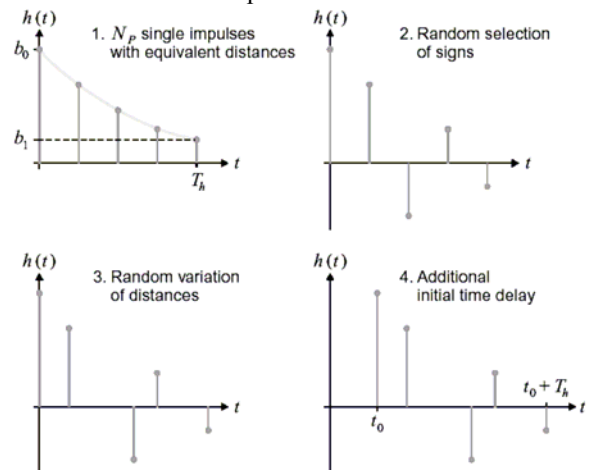 h(t)
1. N_P single impulses
with equivalent distances
b_0
b_1
T_h
t
h(t)
2. Random selection
of signs
t
h(t)
3. Random variation
of distances
t
h(t)
4. Additional
initial time delay
t_0 + T_h
t_0
t